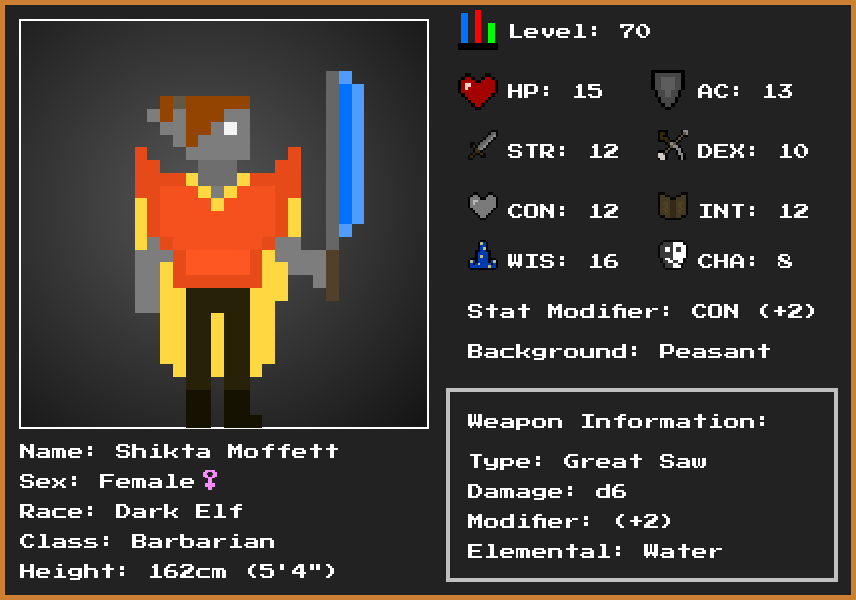 Level: 70
HP: 15 AC: 13
STR: 12 DEX: 10
CON: 12 INT: 12
WIS: 16 CHA: 8
Stat Modifier: CON (+2)
Background: Peasant
Weapon Information:
Type: Great Saw
Damage: d6
Modifier: (+2)
Elemental: Water
Name: Shikta Moffett
Sex: Female♀
Race: Dark Elf
Class: Barbarian
Height: 162cm (5'4")